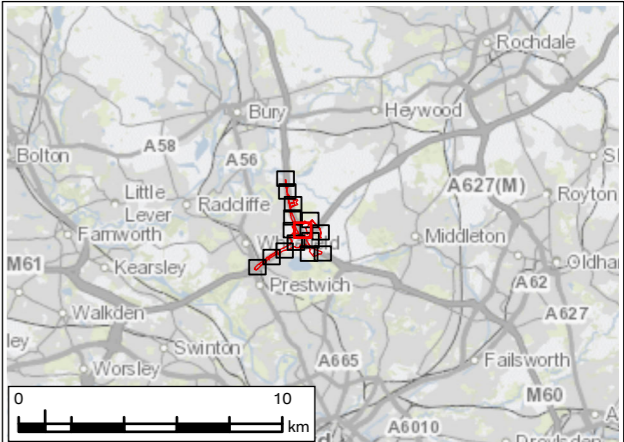 Rochdale
Bury
Heywood
A58
Bolton
A56
A627(M)
Little
Lever
Radcliffe
Royton
Farnworth
Middleton
M61
Kearsley
Prestwich
A62
Walkden
A627
ley
Swinton
A665
Failsworth
Worsley
M60
0 10
km
A6010